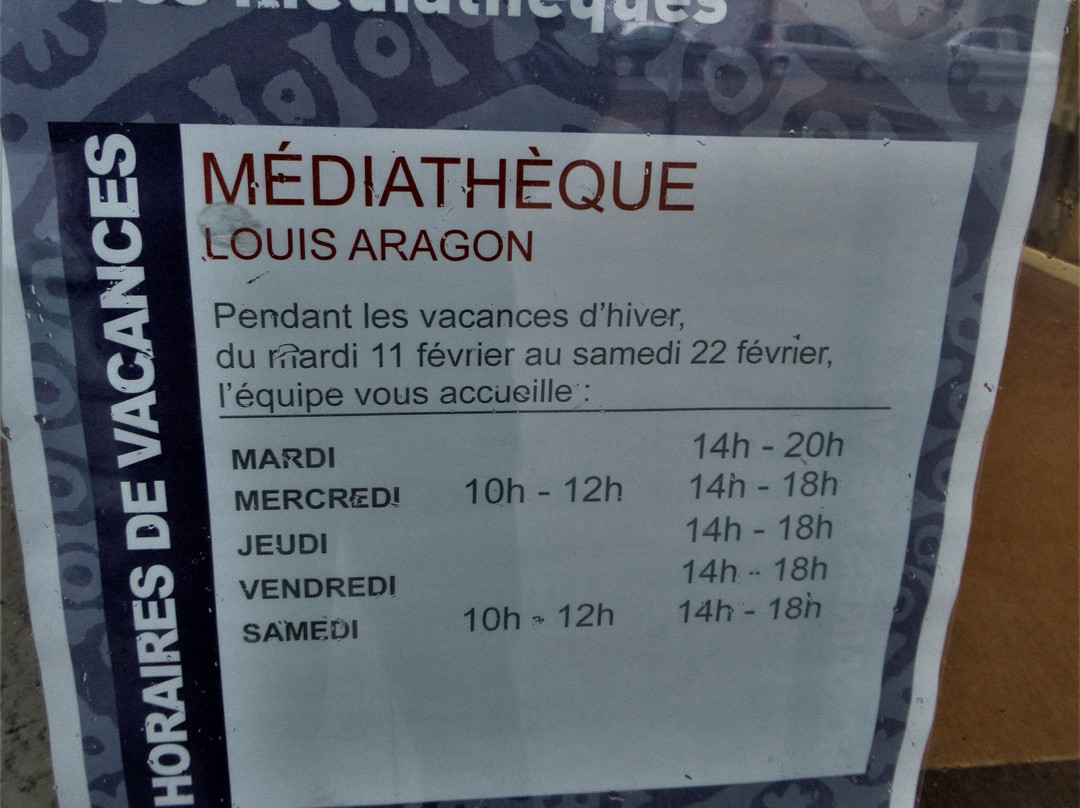 des médiathèques
HORAIRES DE VACANCES
MÉDIATHÈQUE
LOUIS ARAGON
Pendant les vacances d'hiver,
du mardi 11 février au samedi 22 février,
l'équipe vous accueille :
MARDI 14h - 20h
MERCREDI 10h - 12h 14h - 18h
JEUDI 14h - 18h
VENDREDI 14h - 18h
SAMEDI 10h - 12h 14h - 18h